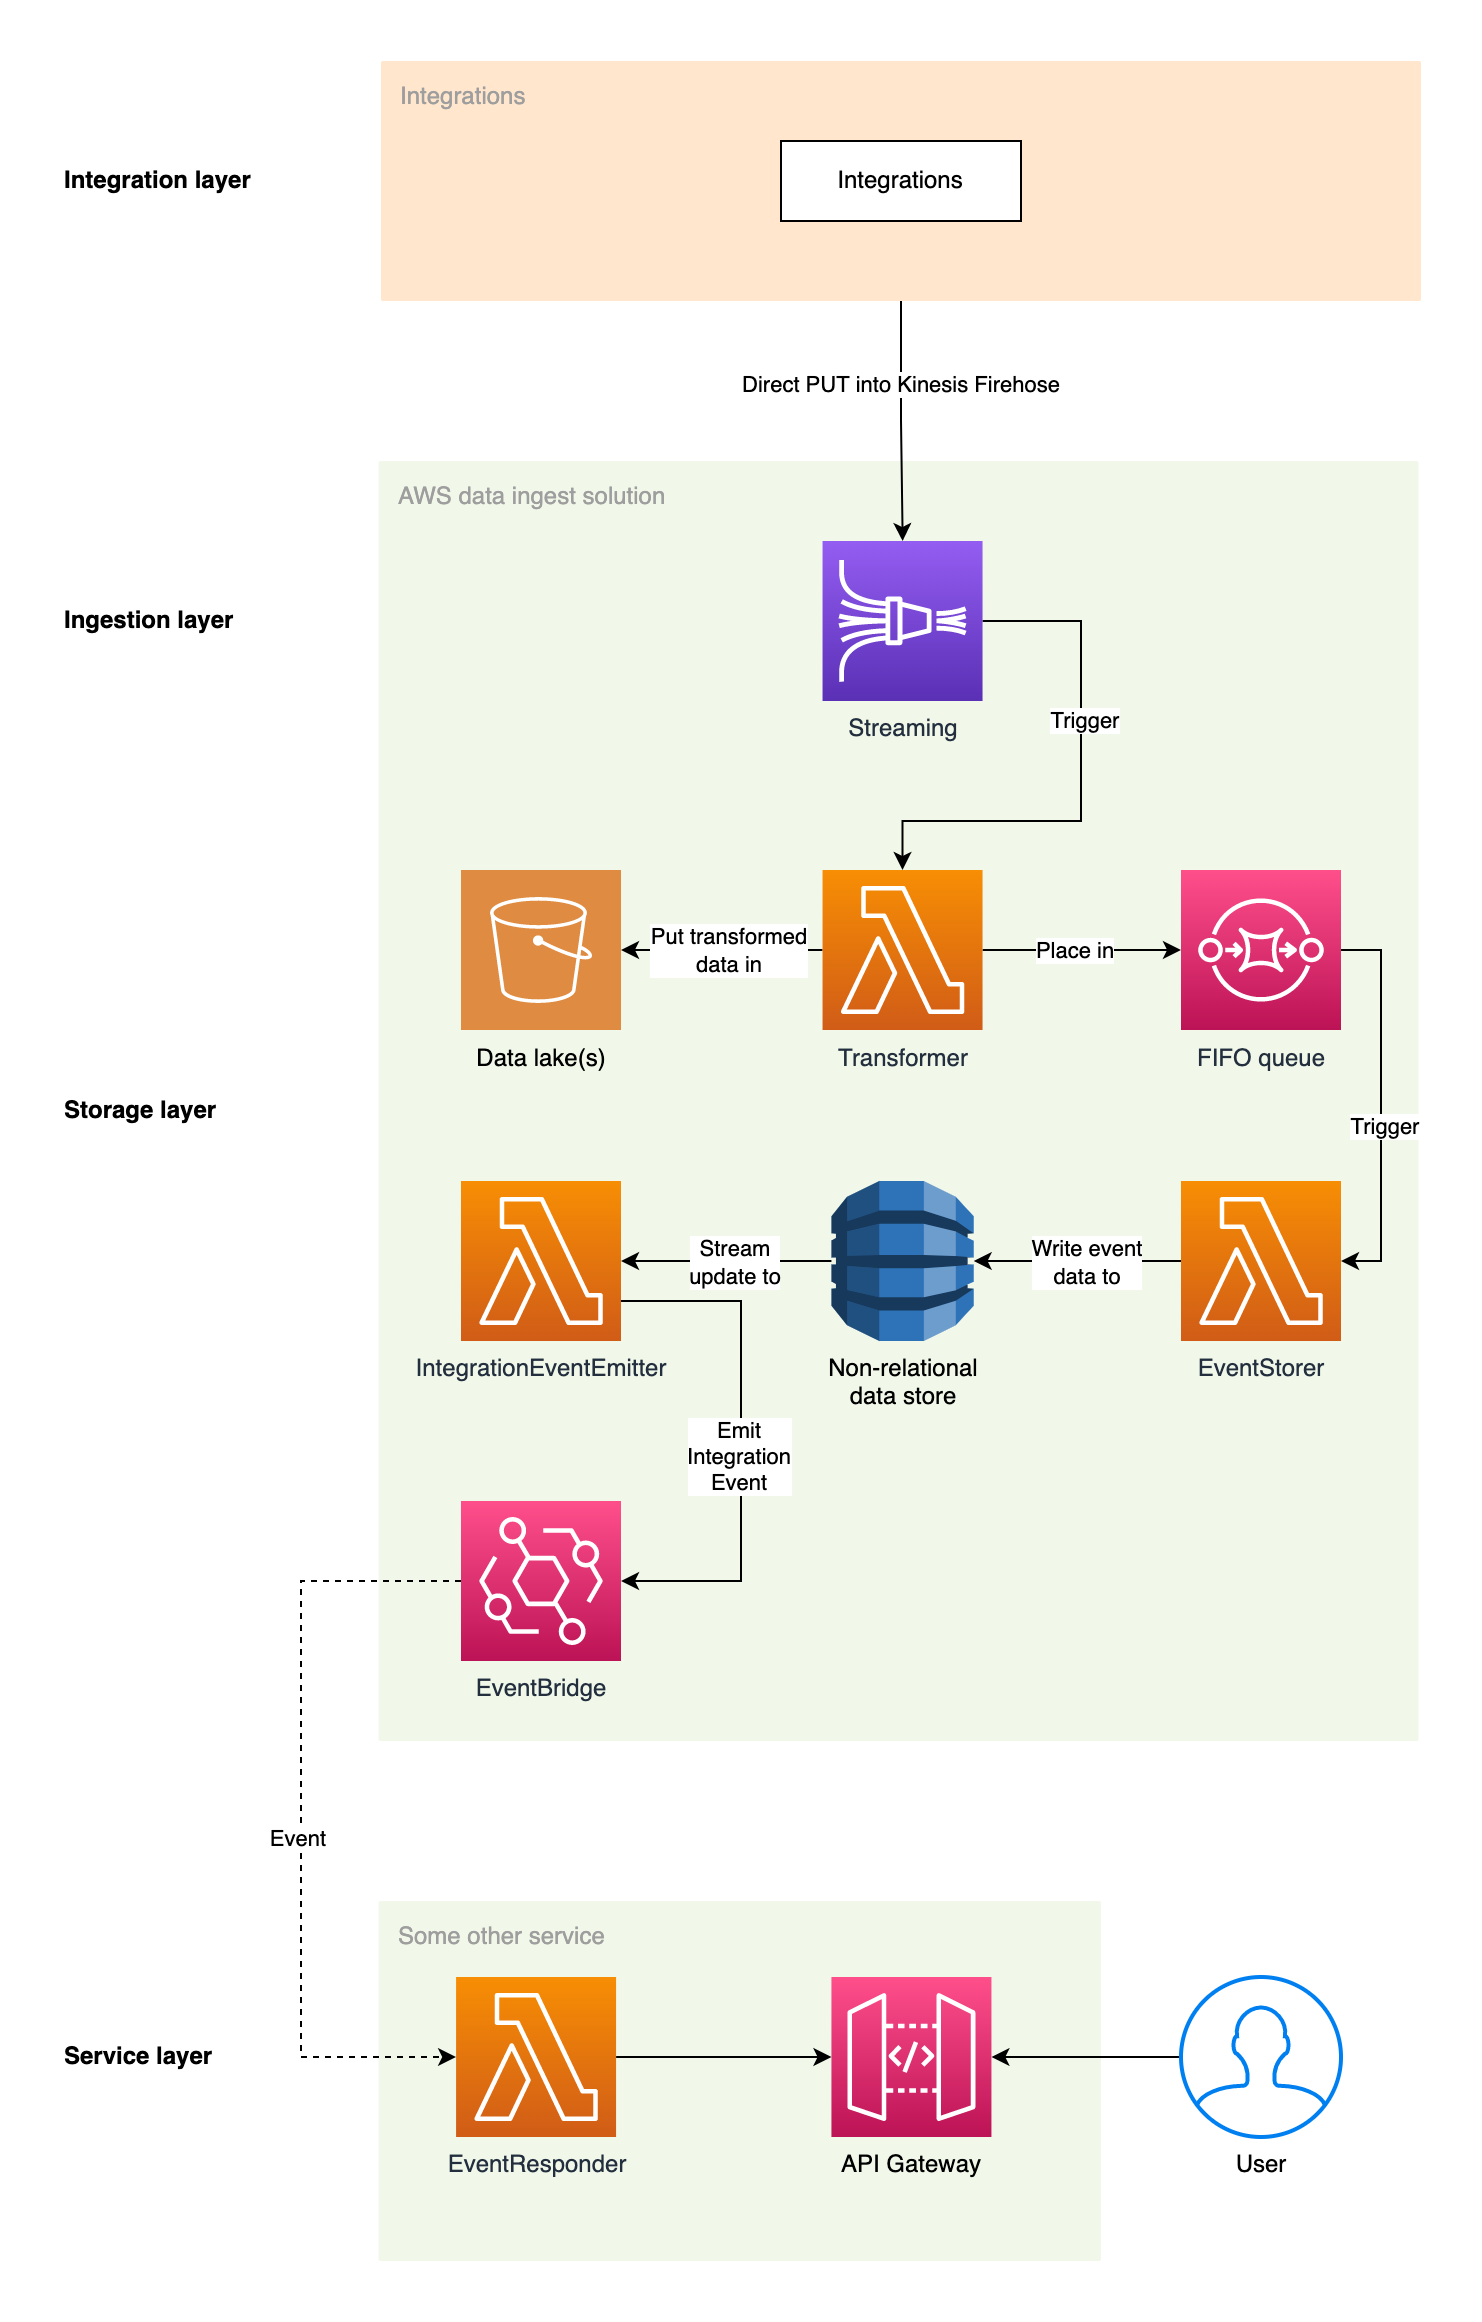 Integrations
Integration layer
Integrations
Direct PUT into Kinesis Firehose
AWS data ingest solution
Ingestion layer
Streaming
Trigger
Put transformed
data in
Place in
Data lake(s)
Transformer
FIFO queue
Storage layer
Trigger
Stream
update to
Write event
data to
IntegrationEventEmitter
Non-relational
data store
EventStorer
Emit
Integration
Event
EventBridge
Event
Some other service
Service layer
</>
EventResponder
API Gateway
User